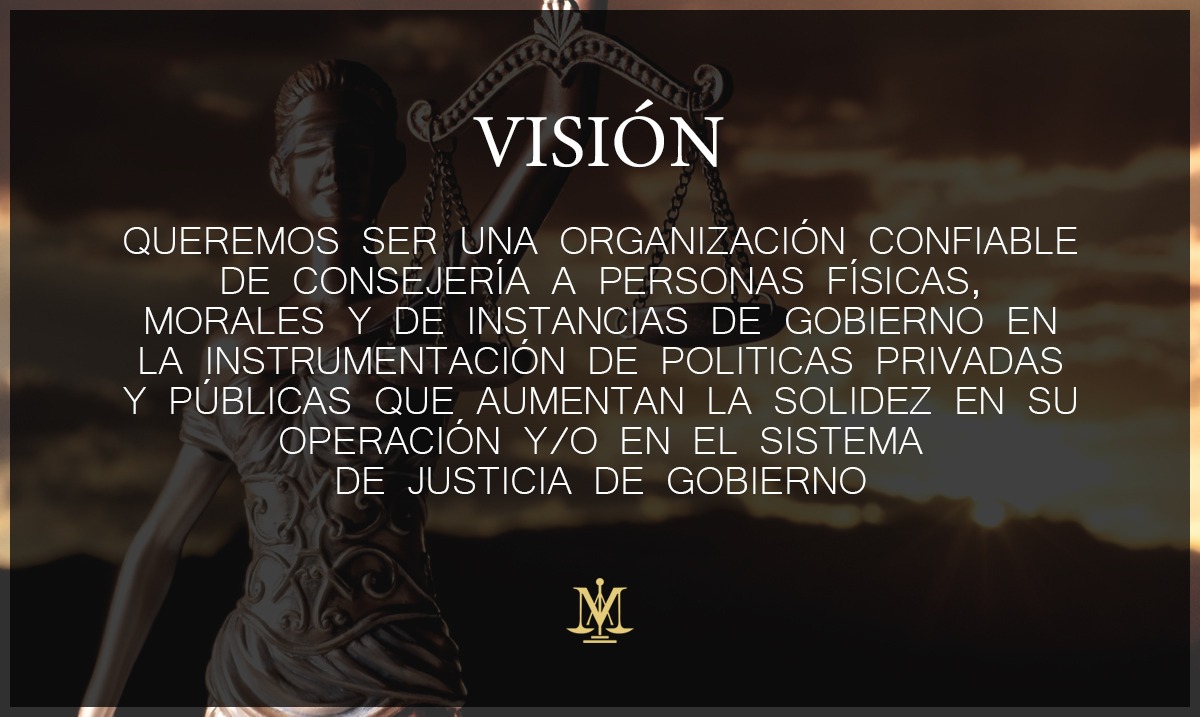 VISIÓN
QUEREMOS SER UNA ORGANIZACIÓN CONFIABLE
DE CONSEJERÍA A PERSONAS FÍSICAS,
MORALES Y DE INSTANCIAS DE GOBIERNO EN
LA INSTRUMENTACIÓN DE POLITICAS PRIVADAS
Y PÚBLICAS QUE AUMENTAN LA SOLIDEZ EN SU
OPERACIÓN Y/O EN EL SISTEMA
DE JUSTICIA DE GOBIERNO